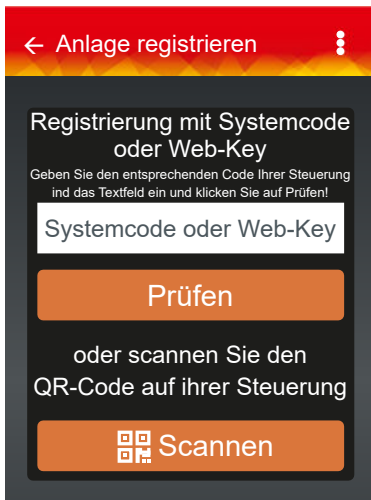 Anlage registrieren
Registrierung mit Systemcode
oder Web-Key
Geben Sie den entsprechenden Code Ihrer Steuerung
ind das Textfeld ein und klicken Sie auf Prüfen!
Systemcode oder Web-Key
Prüfen
oder scannen Sie den
QR-Code auf ihrer Steuerung
Scannen